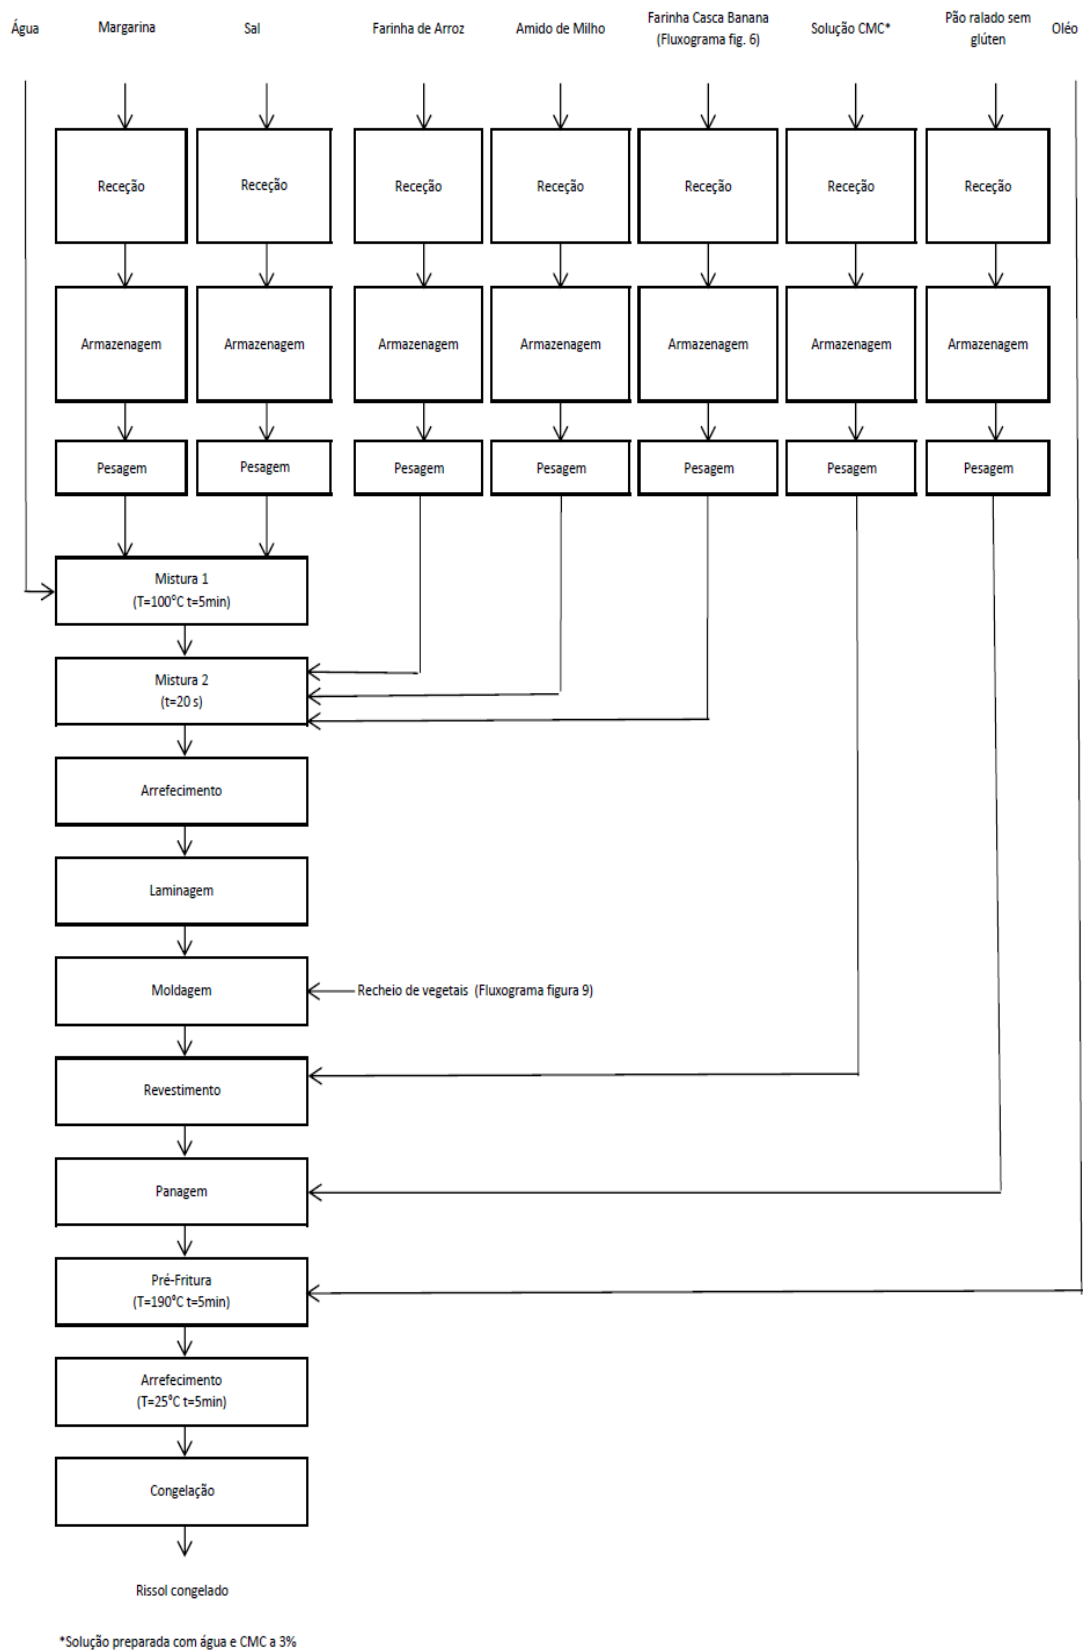 Água
Margarina
Sal
Farinha de Arroz
Amido de Milho
Farinha Casca Banana
(Fluxograma fig. 6)
Solução CMC*
Pão ralado sem
glúten
Oléo
Receção
Receção
Receção
Receção
Receção
Receção
Receção
Armazenagem
Armazenagem
Armazenagem
Armazenagem
Armazenagem
Armazenagem
Armazenagem
Pesagem
Pesagem
Pesagem
Pesagem
Pesagem
Pesagem
Pesagem
Mistura 1
(T=100°C t=5min)
Mistura 2
(t=20 s)
Arrefecimento
Laminagem
Moldagem
Recheio de vegetais (Fluxograma figura 9)
Revestimento
Panagem
Pré-Fritura
(T=190°C t=5min)
Arrefecimento
(T=25°C t=5min)
Congelação
Rissol congelado
*Solução preparada com água e CMC a 3%